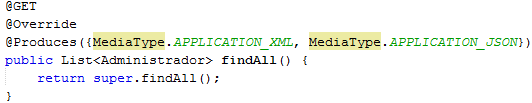 @GET
@Override
@Produces({MediaType.APPLICATION_XML, MediaType.APPLICATION_JSON})
public List<Administrador> findAll() {
    return super.findAll();
}